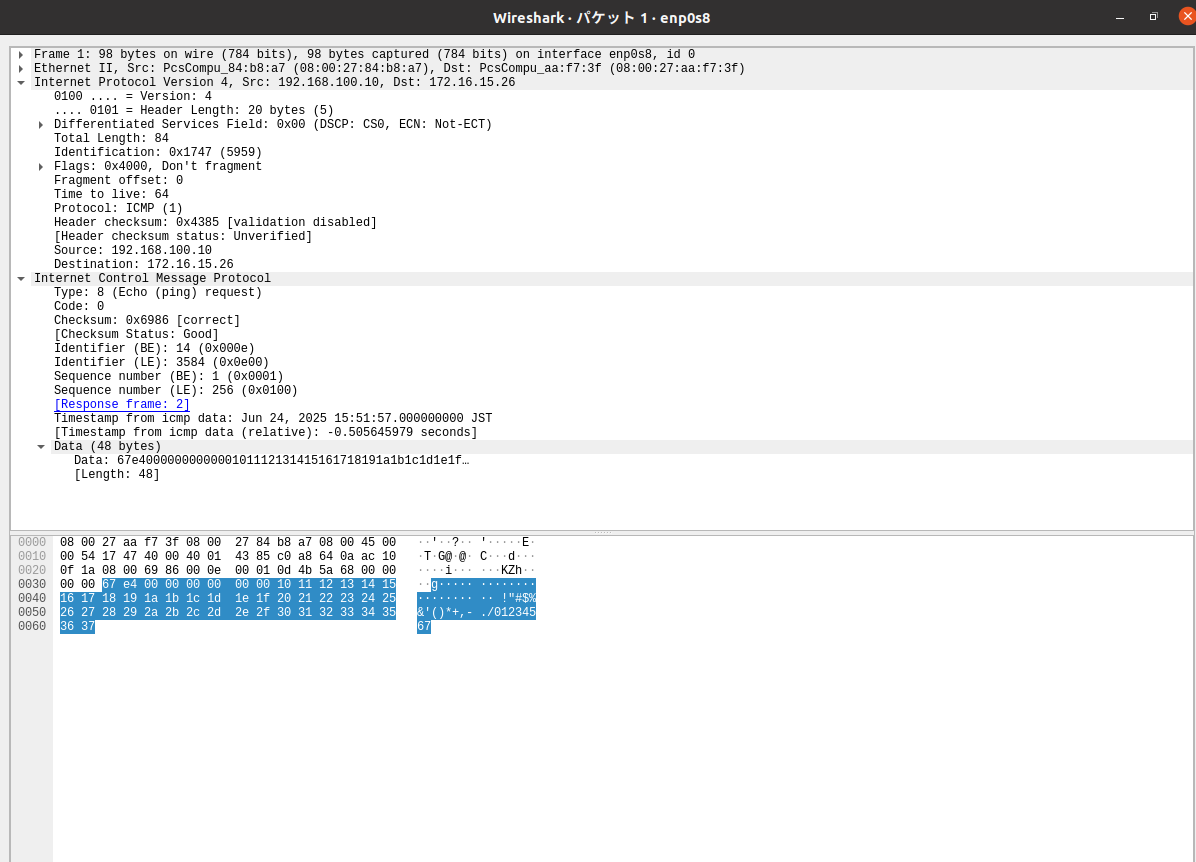 Wireshark · パケット 1 · enp0s8
Frame 1: 98 bytes on wire (784 bits), 98 bytes captured (784 bits) on interface enp0s8, id 0
Ethernet II, Src: PcsCompu_84:b8:a7 (08:00:27:84:b8:a7), Dst: PcsCompu_aa:f7:3f (08:00:27:aa:f7:3f)
Internet Protocol Version 4, Src: 192.168.100.10, Dst: 172.16.15.26
0100 .... = Version: 4
.... 0101 = Header Length: 20 bytes (5)
Differentiated Services Field: 0x00 (DSCP: CS0, ECN: Not-ECT)
Total Length: 84
Identification: 0x1747 (5959)
Flags: 0x4000, Don't fragment
Fragment offset: 0
Time to live: 64
Protocol: ICMP (1)
Header checksum: 0x4385 [validation disabled]
[Header checksum status: Unverified]
Source: 192.168.100.10
Destination: 172.16.15.26
Internet Control Message Protocol
Type: 8 (Echo (ping) request)
Code: 0
Checksum: 0x6986 [correct]
[Checksum Status: Good]
Identifier (BE): 14 (0x000e)
Identifier (LE): 3584 (0x0e00)
Sequence number (BE): 1 (0x0001)
Sequence number (LE): 256 (0x0100)
[Response frame: 2]
Timestamp from icmp data: Jun 24, 2025 15:51:57.000000000 JST
[Timestamp from icmp data (relative): -0.505645979 seconds]
Data (48 bytes)
Data: 67e4000000000000101112131415161718191a1b1c1d1e1f…
[Length: 48]
0000 08 00 27 aa f7 3f 08 00 27 84 b8 a7 08 00 45 00 ··'··?·· '·····E·
0010 00 54 17 47 40 00 40 01 43 85 c0 a8 64 0a ac 10 ·T·G@·@· C···d···
0020 0f 1a 08 00 69 86 00 0e 00 01 0d 4b 5a 68 00 00 ····i··· ···KZh··
0030 00 00 67 e4 00 00 00 00 00 00 10 11 12 13 14 15 ··g····· ········
0040 16 17 18 19 1a 1b 1c 1d 1e 1f 20 21 22 23 24 25 ········ ·· !"#$%
0050 26 27 28 29 2a 2b 2c 2d 2e 2f 30 31 32 33 34 35 &'()*+,- ./012345
0060 36 37 67